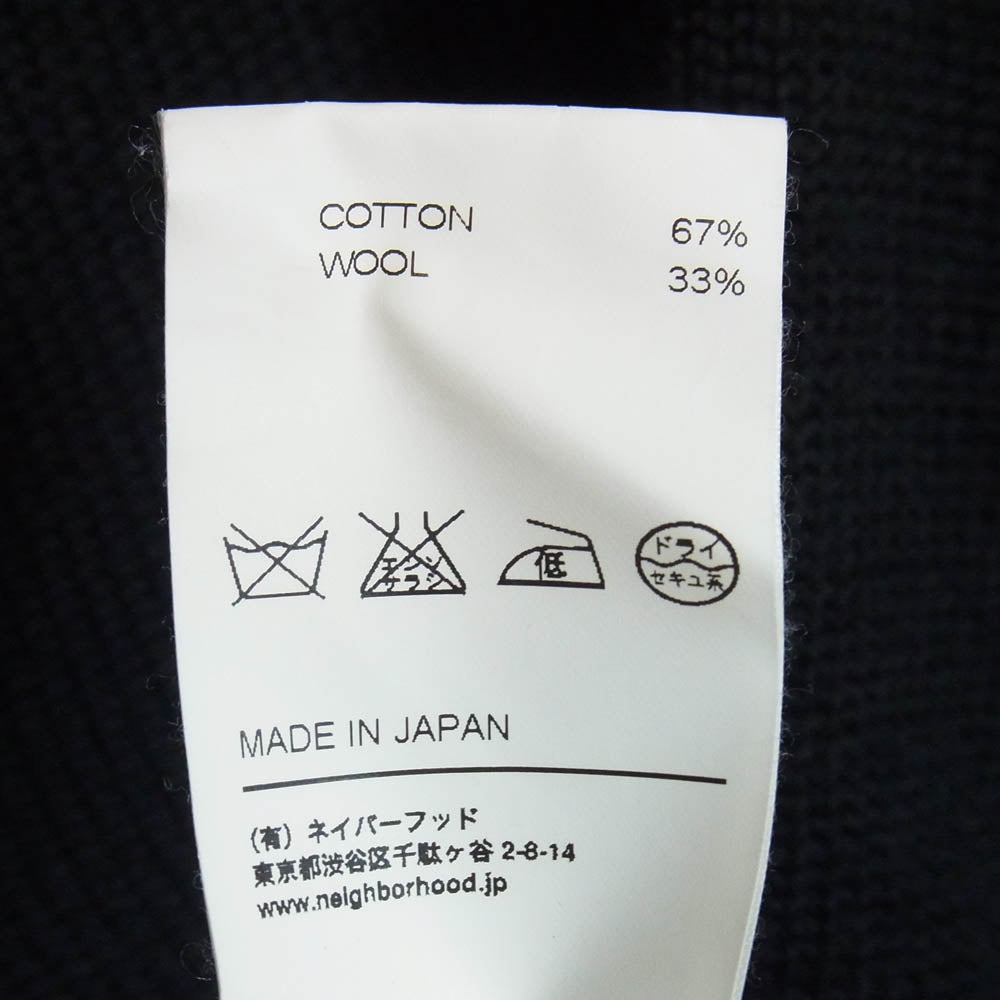 COTTON 67%
WOOL 33%
エンソ
サラシ
低
ドライ
セキユ系
MADE IN JAPAN
(有) ネイバーフッド
東京都渋谷区千駄ヶ谷 2-8-14
www.neighborhood.jp